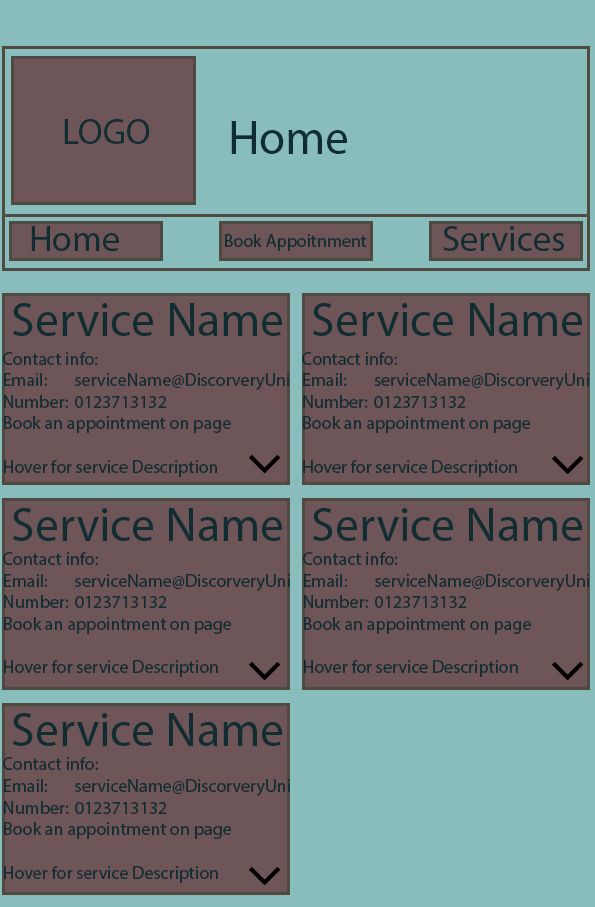 LOGO
Home
Home
Book Appoitnment
Services
Service Name
Contact info:
Email: serviceName@DiscorveryUni
Number: 0123713132
Book an appointment on page
Hover for service Description
Service Name
Contact info:
Email: serviceName@DiscorveryUni
Number: 0123713132
Book an appointment on page
Hover for service Description
Service Name
Contact info:
Email: serviceName@DiscorveryUni
Number: 0123713132
Book an appointment on page
Hover for service Description
Service Name
Contact info:
Email: serviceName@DiscorveryUni
Number: 0123713132
Book an appointment on page
Hover for service Description
Service Name
Contact info:
Email: serviceName@DiscorveryUni
Number: 0123713132
Book an appointment on page
Hover for service Description